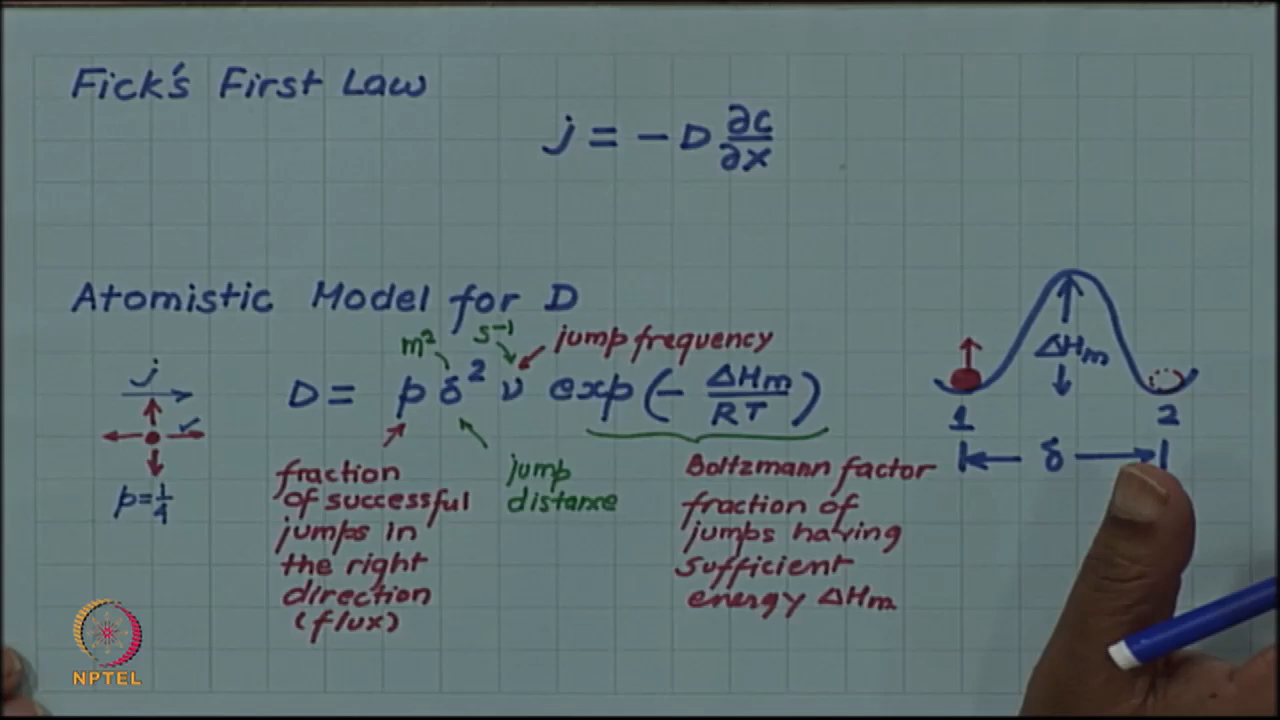 Fick's First Law
j = - D ∂c/∂x
Atomistic Model for D
m² s⁻¹ jump frequency
j
D = p δ² ν exp(- ΔHm/RT)
p=1/4
fraction
of successful
jumps in
the right
direction
(flux)
jump
distance
Boltzmann factor
fraction of
jumbs having
sufficient
energy ΔHm
ΔHm
1 2
δ
NPTEL